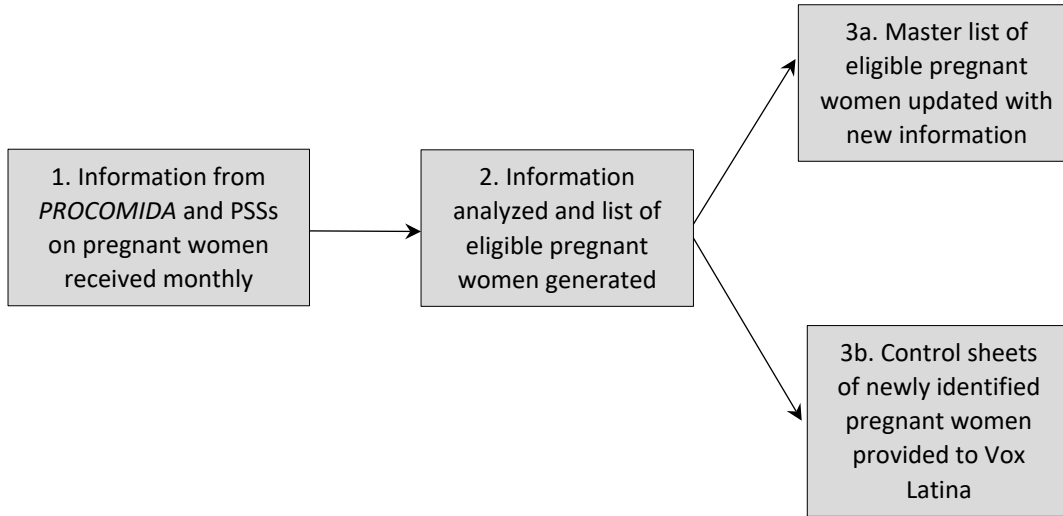 1. Information from
PROCOMIDA and PSSs
on pregnant women
received monthly
2. Information
analyzed and list of
eligible pregnant
women generated
3a. Master list of
eligible pregnant
women updated with
new information
3b. Control sheets
of newly identified
pregnant women
provided to Vox
Latina